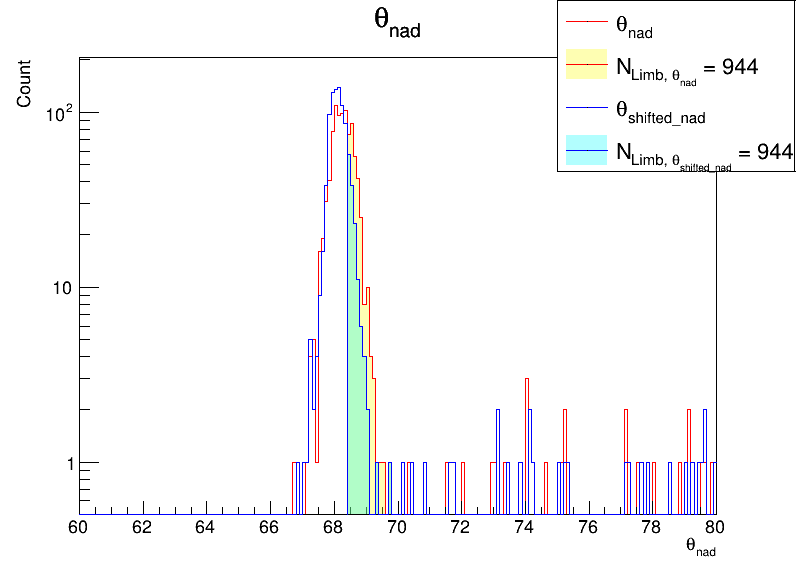 θnad
θnad
NLimb, θnad = 944
θshifted_nad
NLimb, θshifted_nad = 944
Count
10²
10
1
60 62 64 66 68 70 72 74 76 78 80
θnad